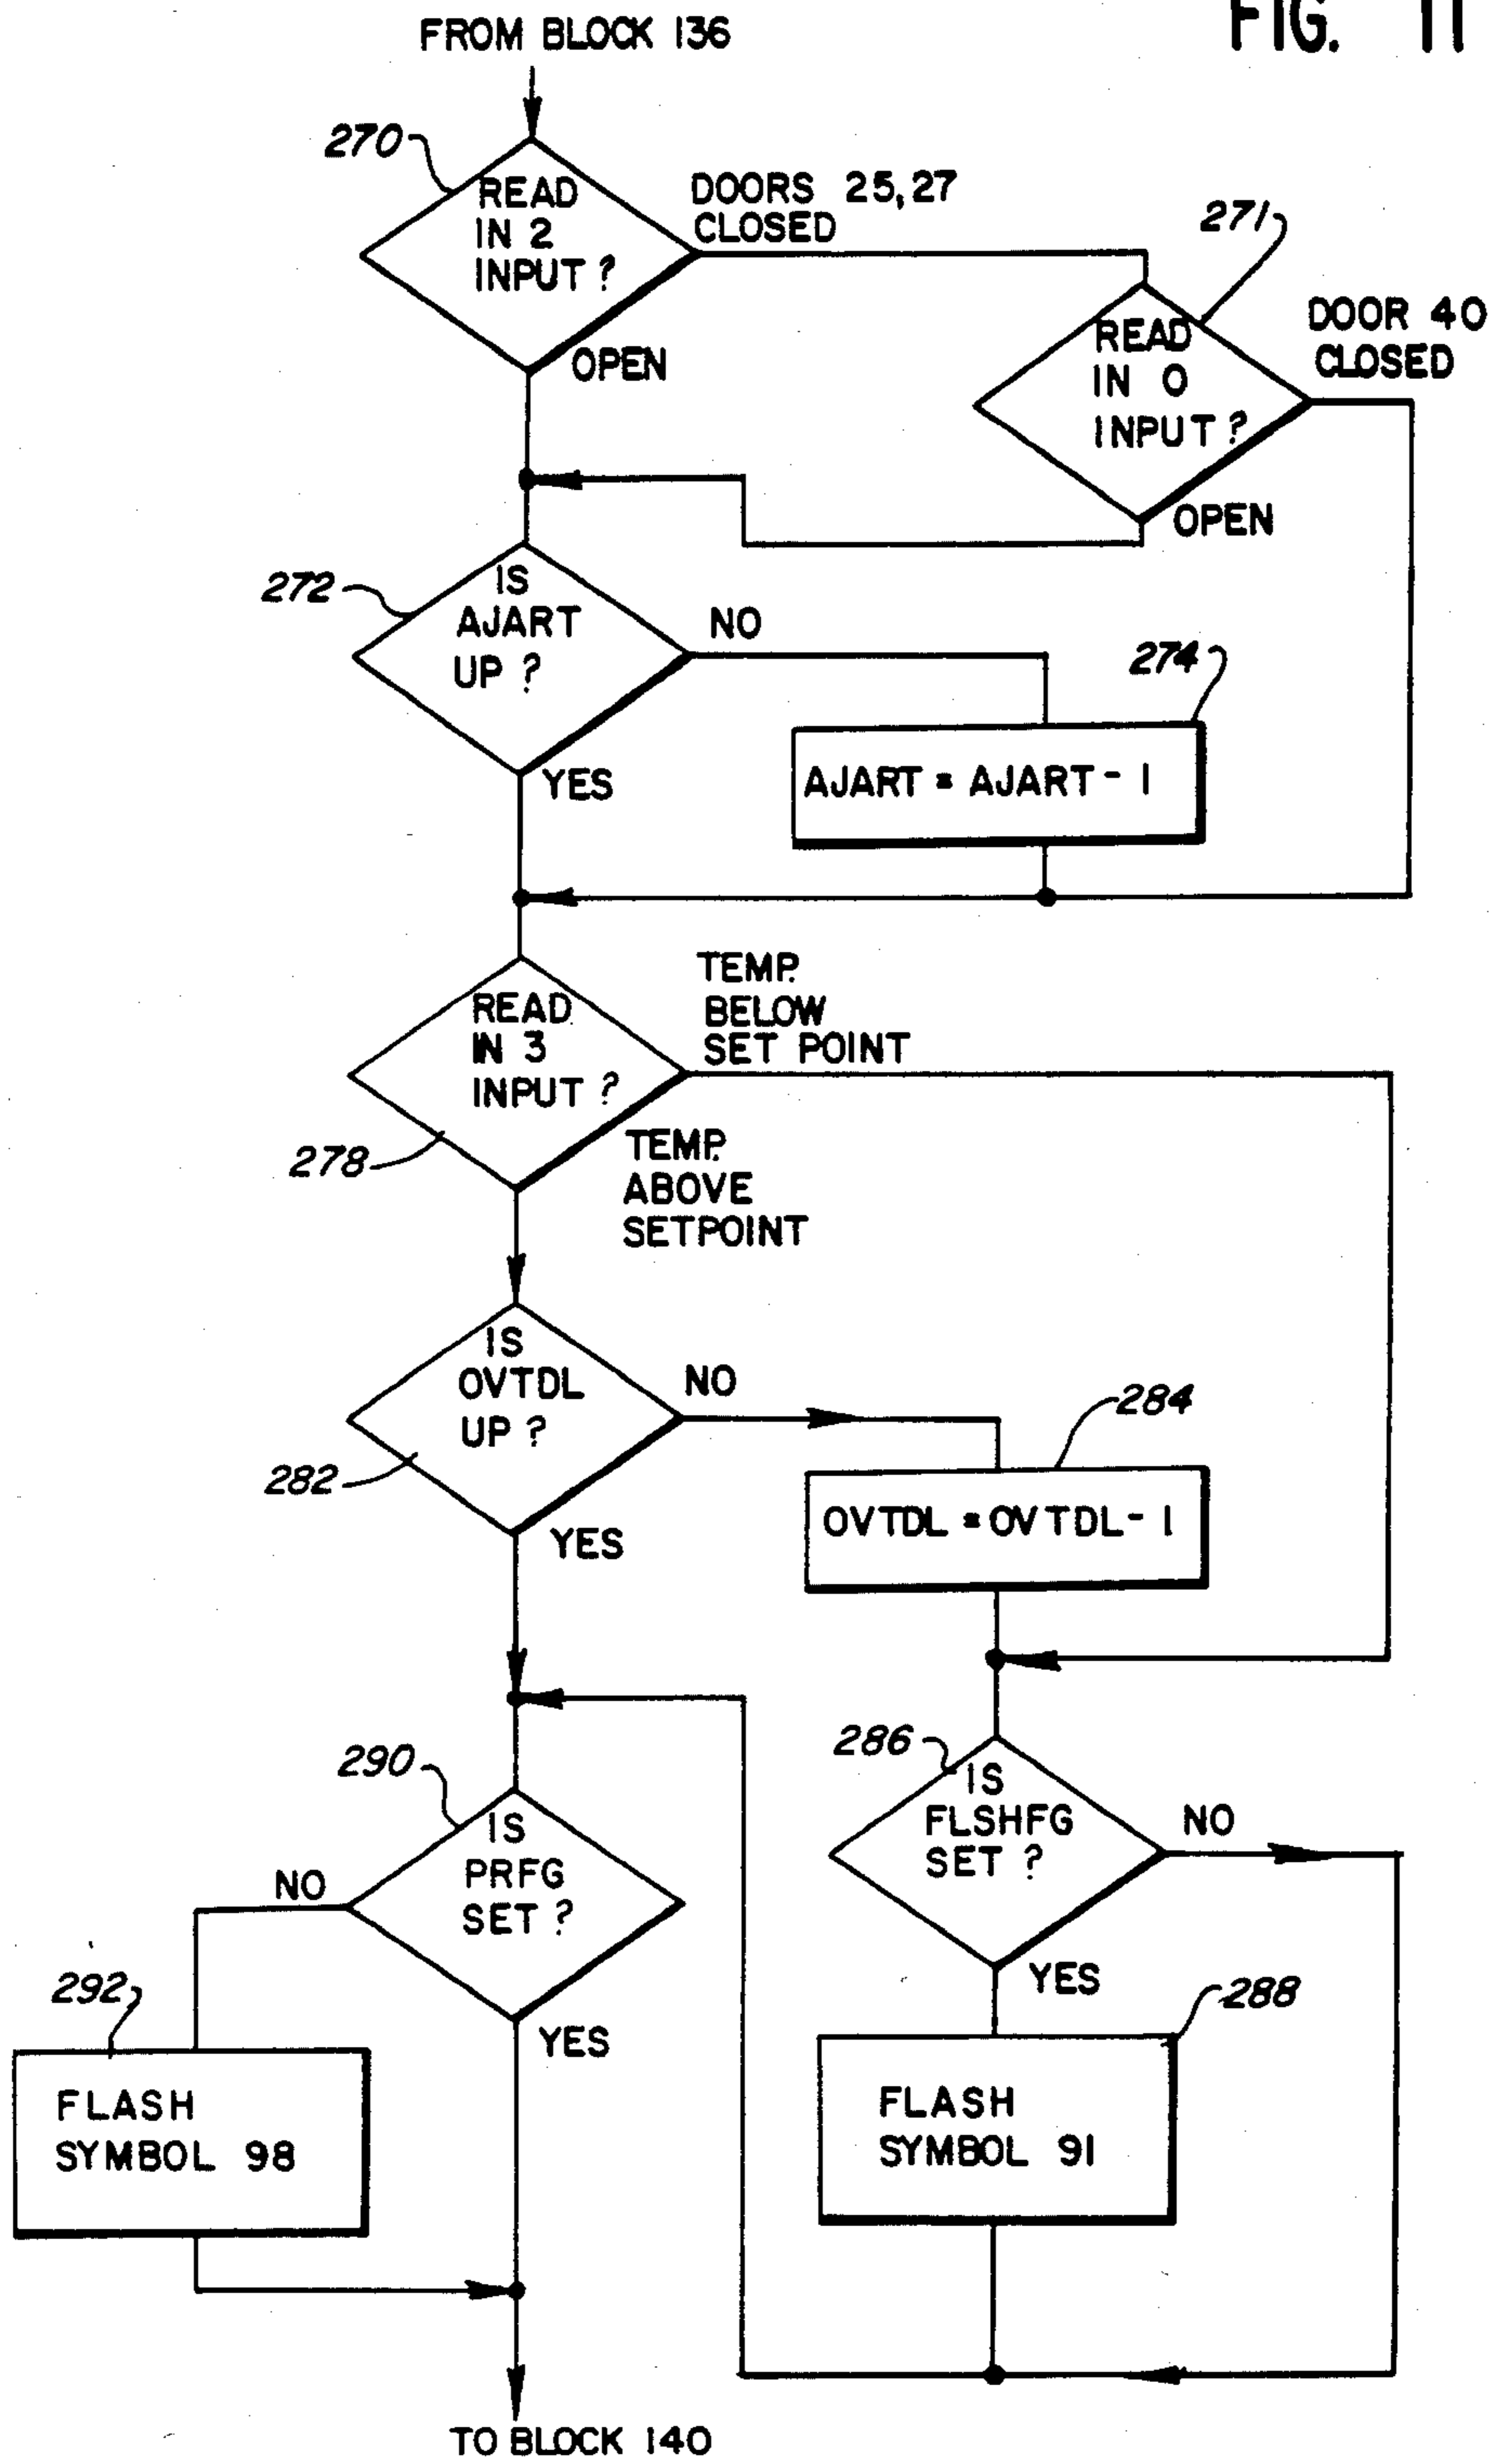 FIG. 11
FROM BLOCK 136
270
READ
IN 2
INPUT ?
DOORS 25,27
CLOSED
OPEN
271
READ
IN 0
INPUT ?
DOOR 40
CLOSED
OPEN
272
IS
AJART
UP ?
NO
YES
274
AJART = AJART - 1
READ
IN 3
INPUT ?
278
TEMP.
BELOW
SET POINT
TEMP.
ABOVE
SETPOINT
IS
OVTDL
UP ?
282
NO
YES
284
OVTDL = OVTDL - 1
286
IS
FLSHFG
SET ?
NO
YES
288
FLASH
SYMBOL 91
290
IS
PRFG
SET ?
NO
YES
292
FLASH
SYMBOL 98
TO BLOCK 140